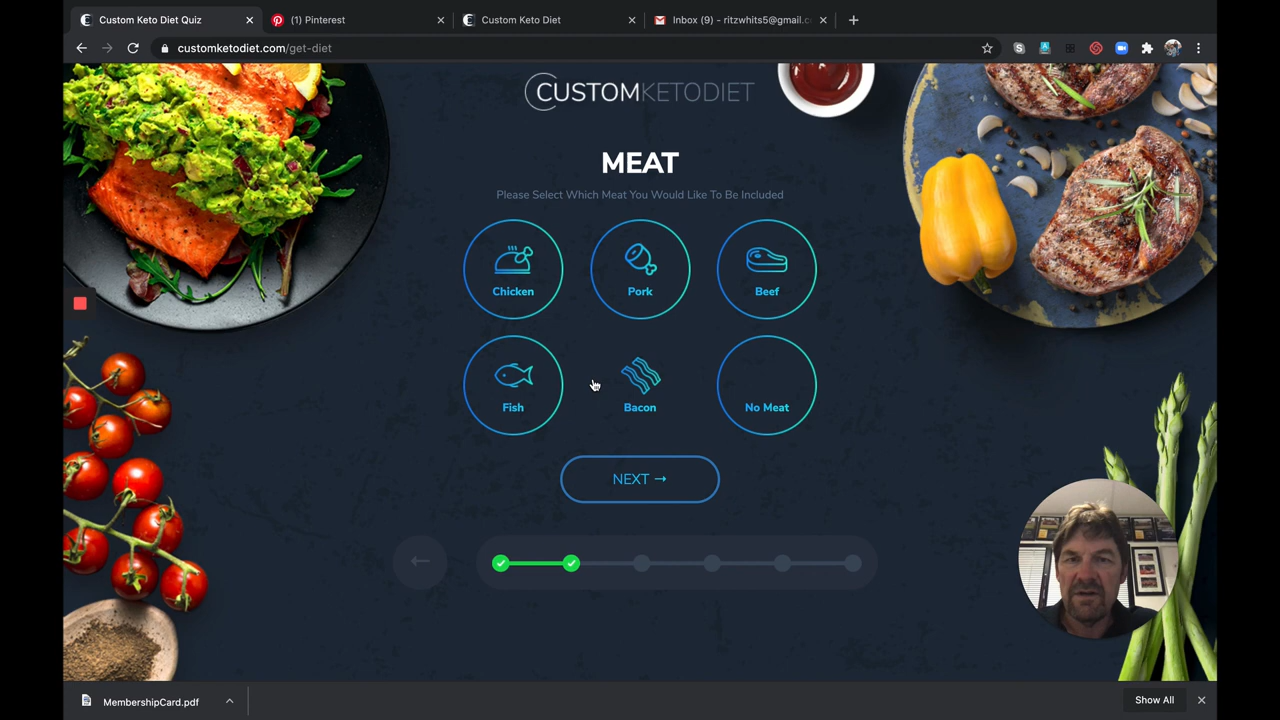 Custom Keto Diet Quiz
(1) Pinterest
Custom Keto Diet
Inbox (9) - ritzwhits5@gmail.c
customketodiet.com/get-diet
CUSTOMKETODIET
MEAT
Please Select Which Meat You Would Like To Be Included
Chicken
Pork
Beef
Fish
Bacon
No Meat
NEXT →
MembershipCard.pdf
Show All